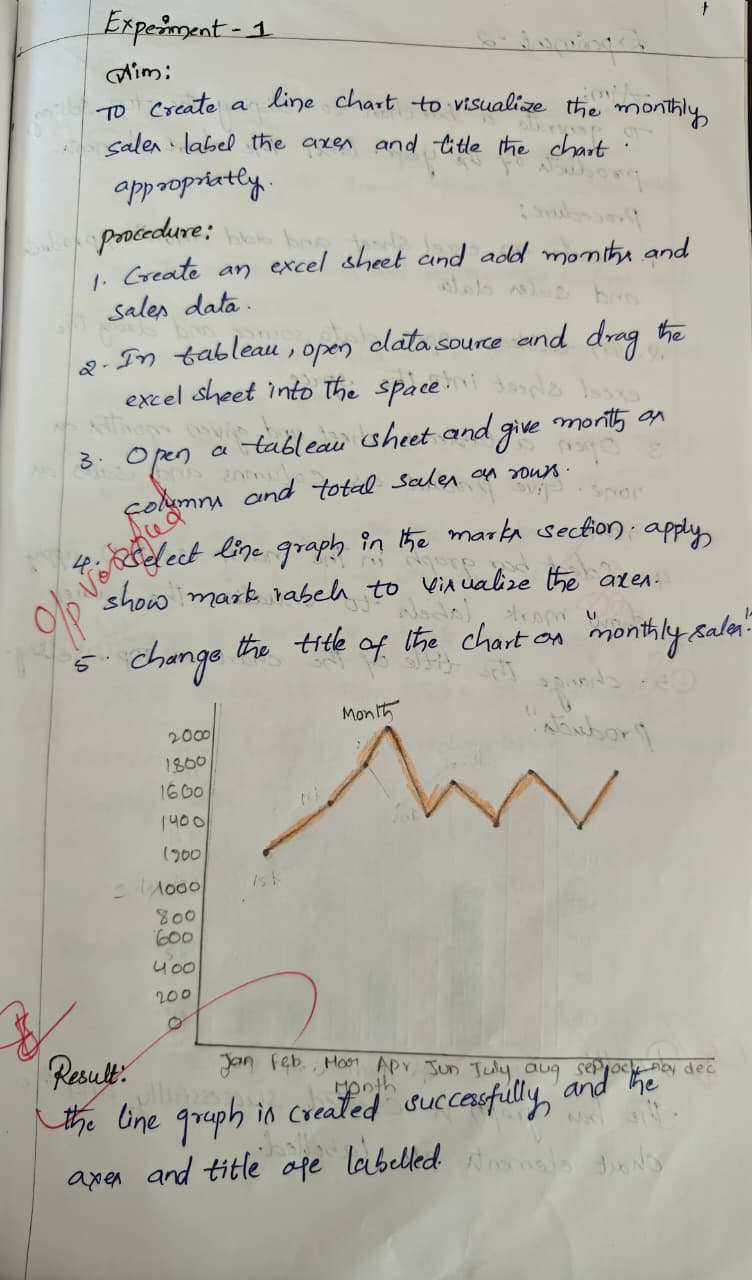 Experiment - 1
Aim:
To Create a line chart to visualize the monthly
sales. label the axes and title the chart
appropriatly.
procedure:
1. Create an excel sheet and add months and
sales data.
2. In tableau, open data source and drag the
excel sheet into the space.
3. Open a tableau sheet and give month as
columns and total sales as rows.
4. Select line graph in the marks section. apply
show mark labels to visualize the axes.
5. change the title of the chart as "monthly sales."
O/p Verified
Month
2000
1800
1600
1400
1200
1000
800
600
400
200
0
Jan Feb Mar Apr Jun July aug sep oct nov dec
Month
Result:
the line graph is created successfully and the
axes and title are labelled.